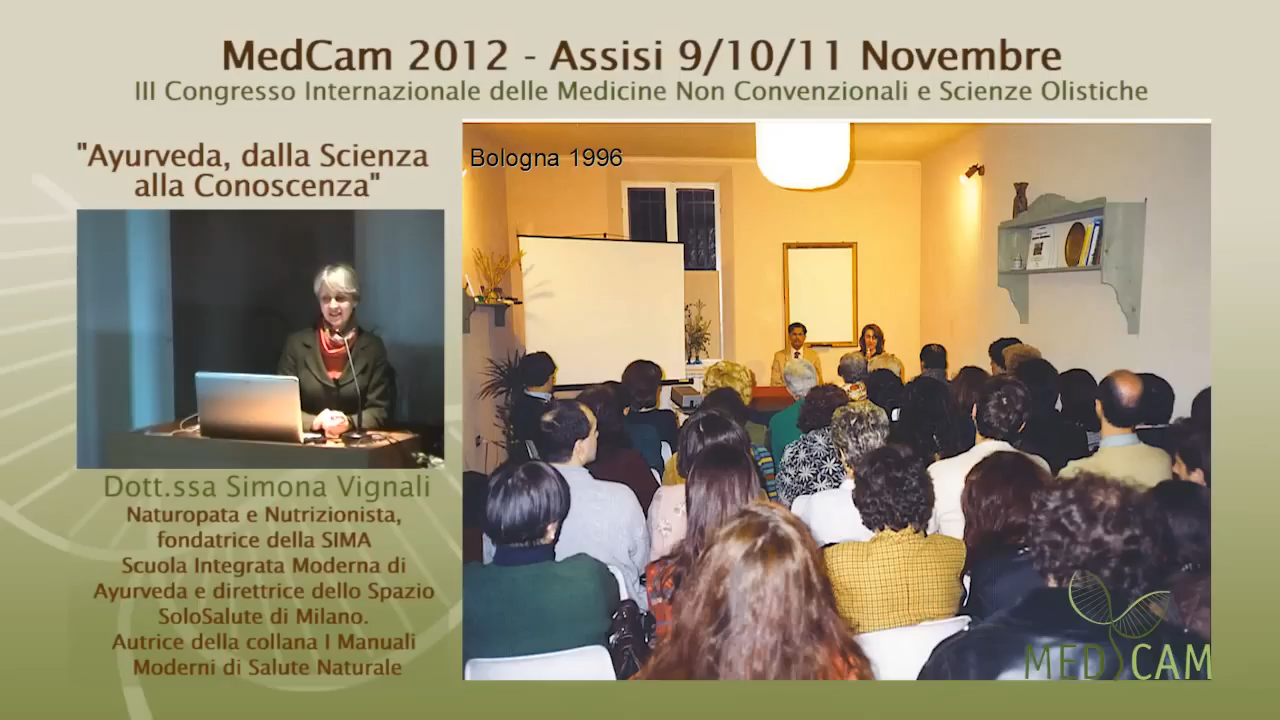 MedCam 2012 - Assisi 9/10/11 Novembre
III Congresso Internazionale delle Medicine Non Convenzionali e Scienze Olistiche
"Ayurveda, dalla Scienza
alla Conoscenza"
Bologna 1996
Dott.ssa Simona Vignali
Naturopata e Nutrizionista,
fondatrice della SIMA
Scuola Integrata Moderna di
Ayurveda e direttrice dello Spazio
SoloSalute di Milano.
Autrice della collana I Manuali
Moderni di Salute Naturale
MED CAM